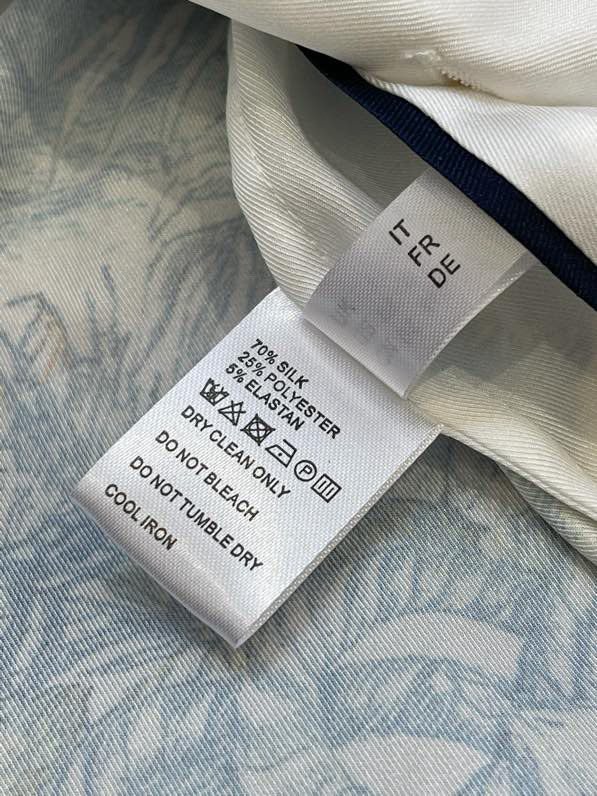 IT
FR
DE
70% SILK
25% POLYESTER
5% ELASTAN
P
DRY CLEAN ONLY
DO NOT BLEACH
DO NOT TUMBLE DRY
COOL IRON